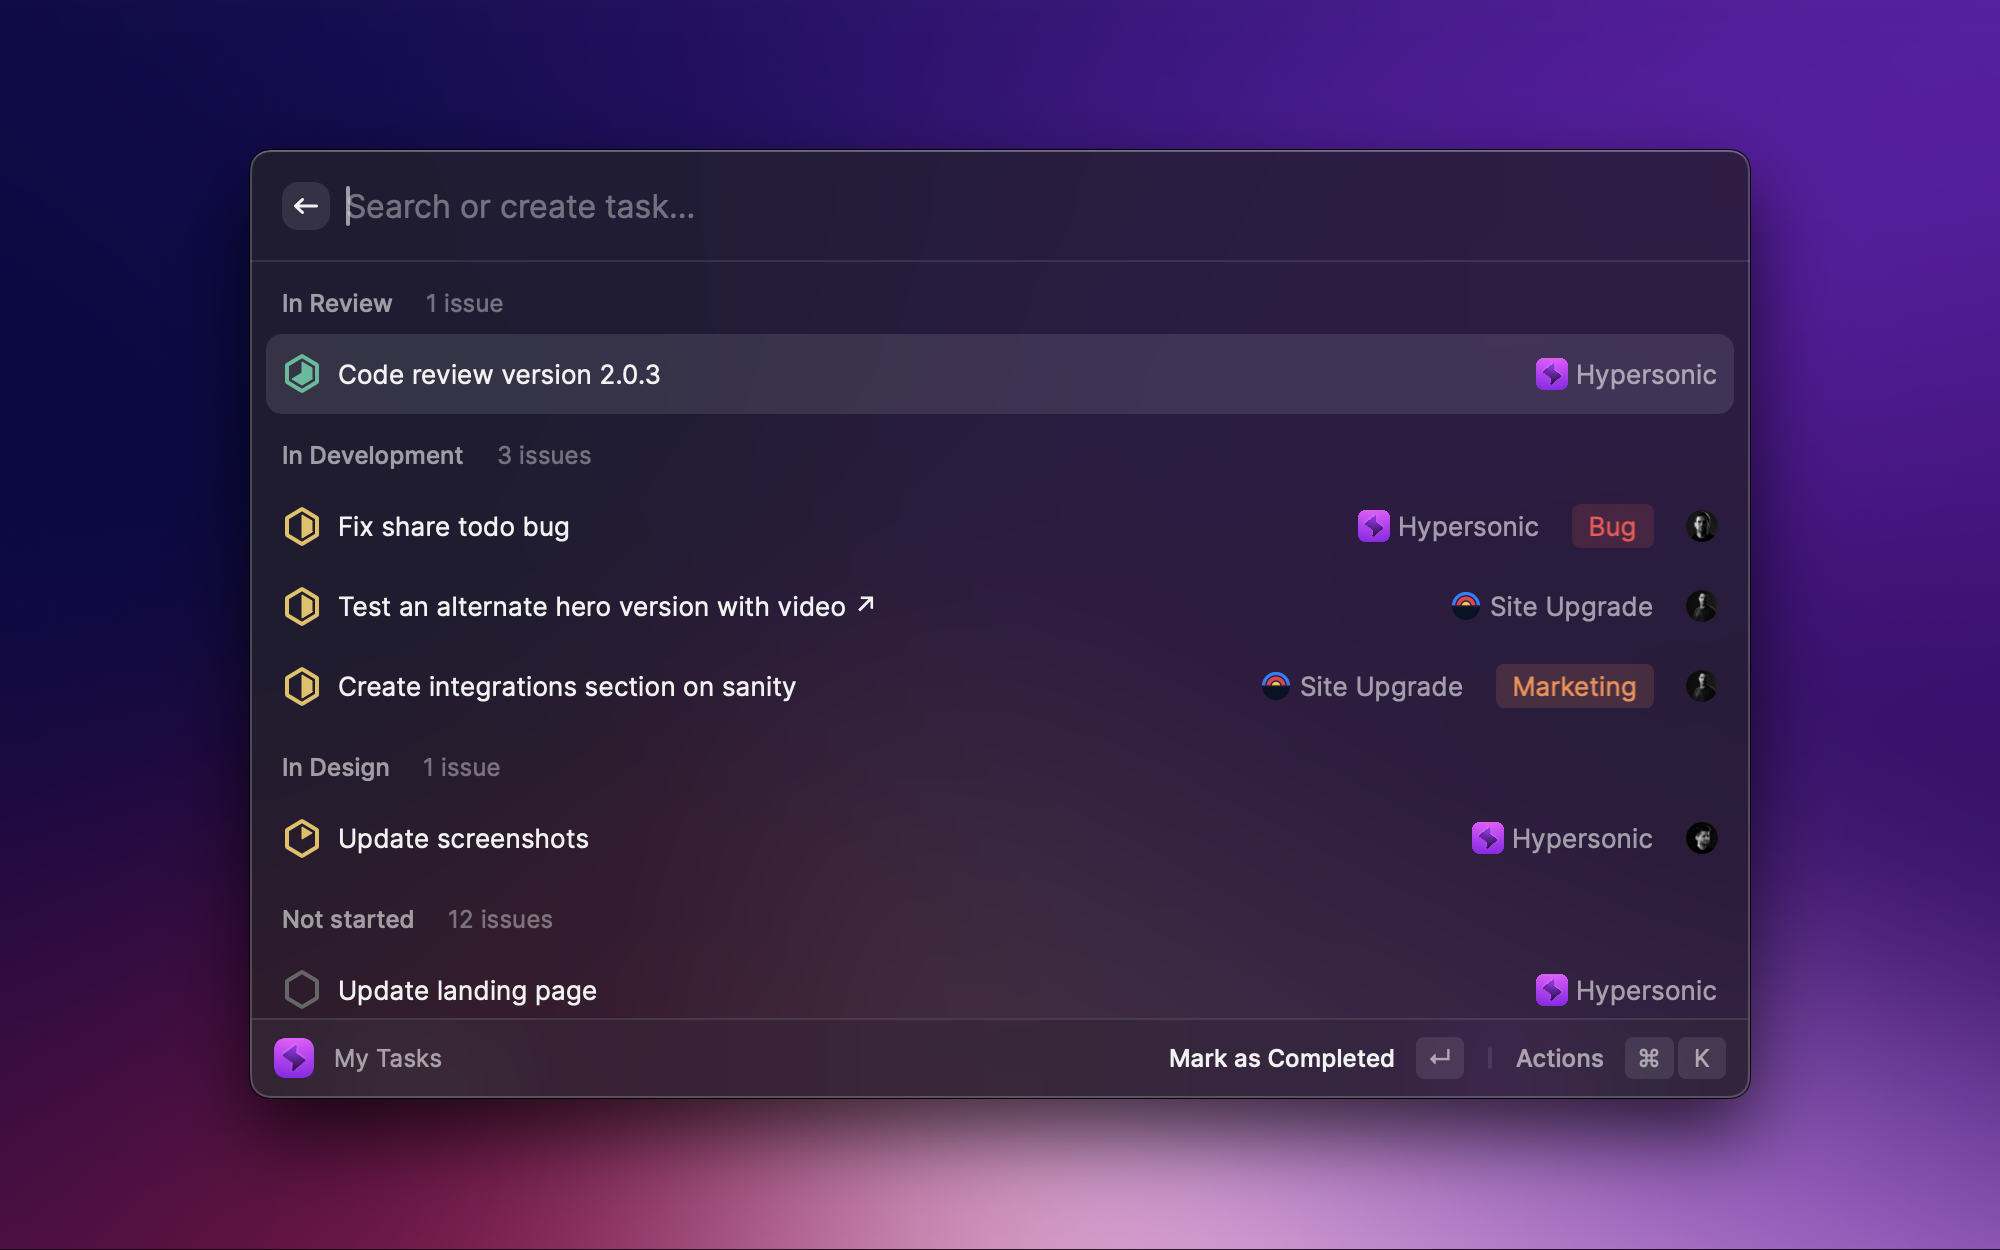 Search or create task...
In Review 1 issue
Code review version 2.0.3 Hypersonic
In Development 3 issues
Fix share todo bug Hypersonic Bug
Test an alternate hero version with video ↗ Site Upgrade
Create integrations section on sanity Site Upgrade Marketing
In Design 1 issue
Update screenshots Hypersonic
Not started 12 issues
Update landing page Hypersonic
My Tasks Mark as Completed ↵ Actions ⌘ K